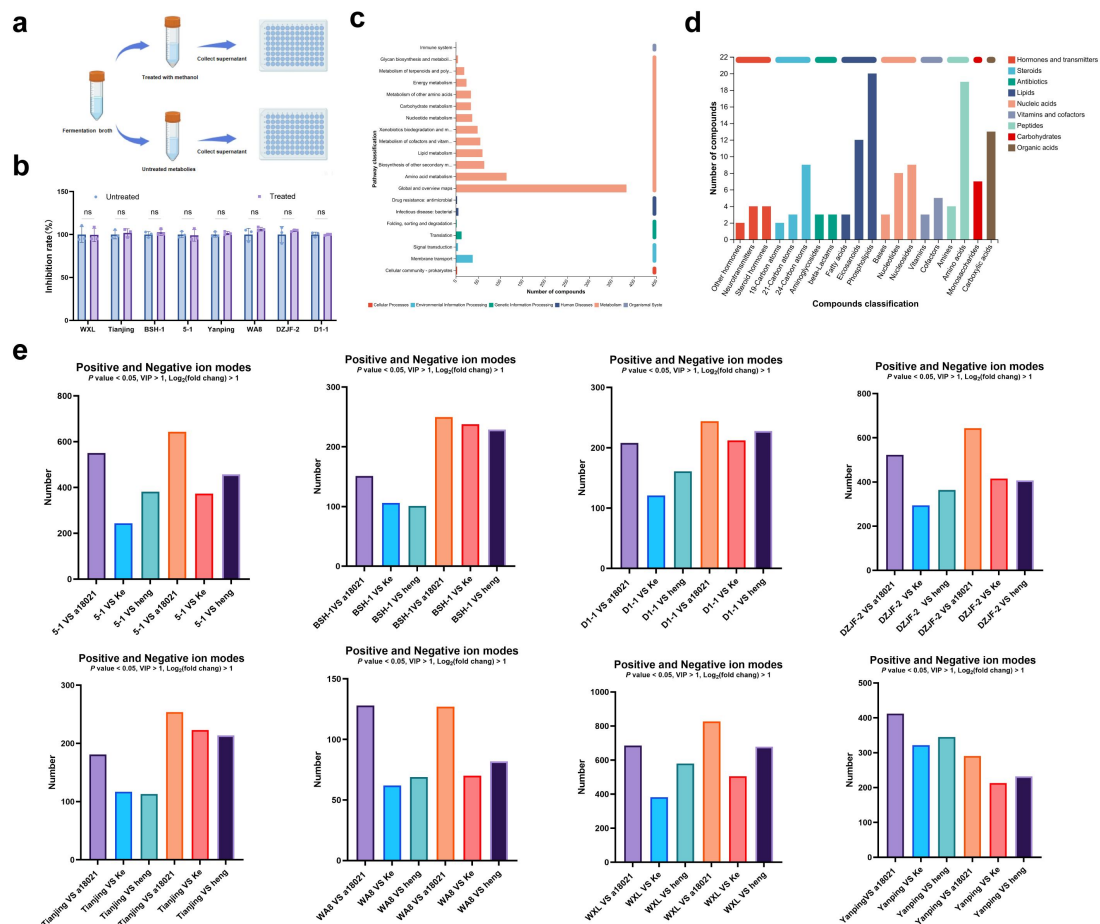 a
Treated with methanol
Collect supernatant
Fermentation broth
Untreated metabolies
Collect supernatant
b
Untreated
Treated
ns ns ns ns ns ns ns ns
Inhibition rate (%)
150
100
50
0
WXL Tianjing BSH-1 5-1 Yanping WA8 DZJF-2 D1-1
c
Pathway classification
Immune system
Glycan biosynthesis and metaboli...
Metabolism of terpenoids and poly...
Energy metabolism
Metabolism of other amino acids
Carbohydrate metabolism
Nucleotide metabolism
Xenobiotics biodegradation and m...
Metabolism of cofactors and vitam...
Lipid metabolism
Biosynthesis of other secondary m...
Amino acid metabolism
Global and overview maps
Drug resistance: antimicrobial
Infectious disease: bacterial
Folding, sorting and degradation
Translation
Signal transduction
Membrane transport
Cellular community - prokaryotes
0 50 100 150 200 250 300 350 400 450
Number of compounds
Cellular Processes Environmental Information Processing Genetic Information Processing Human Diseases Metabolism Organismal Syste
d
Number of compounds
22
20
18
16
14
12
10
8
6
4
2
0
Other hormones
Neurotransmitters
Steroid hormones
19-Carbon atoms
21-Carbon atoms
24-Carbon atoms
Aminoglycosides
beta-Lactams
Fatty acids
Eicosanoids
Phospholipids
Bases
Nucleotides
Nucleosides
Vitamins
Cofactors
Amines
Amino acids
Monosaccharides
Carboxylic acids
Compounds classification
Hormones and transmitters
Steroids
Antibiotics
Lipids
Nucleic acids
Vitamins and cofactors
Peptides
Carbohydrates
Organic acids
e
Positive and Negative ion modes
P value < 0.05, VIP > 1, Log2(fold chang) > 1
Number
800
600
400
200
0
5-1 VS a18021
5-1 VS Ke
5-1 VS heng
5-1 VS a18021
5-1 VS Ke
5-1 VS heng
Positive and Negative ion modes
P value < 0.05, VIP > 1, Log2(fold chang) > 1
Number
300
200
100
0
BSH-1VS a18021
BSH-1 VS Ke
BSH-1 VS heng
BSH-1VS a18021
BSH-1 VS Ke
BSH-1 VS heng
Positive and Negative ion modes
P value < 0.05, VIP > 1, Log2(fold chang) > 1
Number
300
200
100
0
D1-1 VS a18021
D1-1 VS Ke
D1-1 VS heng
D1-1 VS a18021
D1-1 VS Ke
D1-1 VS heng
Positive and Negative ion modes
P value < 0.05, VIP > 1, Log2(fold chang) > 1
Number
800
600
400
200
0
DZJF-2 VS a18021
DZJF-2 VS Ke
DZJF-2 VS heng
DZJF-2 VS a18021
DZJF-2 VS Ke
DZJF-2 VS heng
Positive and Negative ion modes
P value < 0.05, VIP > 1, Log2(fold chang) > 1
Number
300
200
100
0
Tianjing VS a18021
Tianjing VS Ke
Tianjing VS heng
Tianjing VS a18021
Tianjing VS Ke
Tianjing VS heng
Positive and Negative ion modes
P value < 0.05, VIP > 1, Log2(fold chang) > 1
Number
150
100
50
0
WA8 VS a18021
WA8 VS Ke
WA8 VS heng
WA8 VS a18021
WA8 VS Ke
WA8 VS heng
Positive and Negative ion modes
P value < 0.05, VIP > 1, Log2(fold chang) > 1
Number
1000
800
600
400
200
0
WXL VS a18021
WXL VS Ke
WXL VS heng
WXL VS a18021
WXL VS Ke
WXL VS heng
Positive and Negative ion modes
P value < 0.05, VIP > 1, Log2(fold chang) > 1
Number
500
400
300
200
100
0
YanpingVS a18021
Yanping VS Ke
Yanping VS heng
Yanping VS a18021
Yanping VS Ke
Yanping VS heng